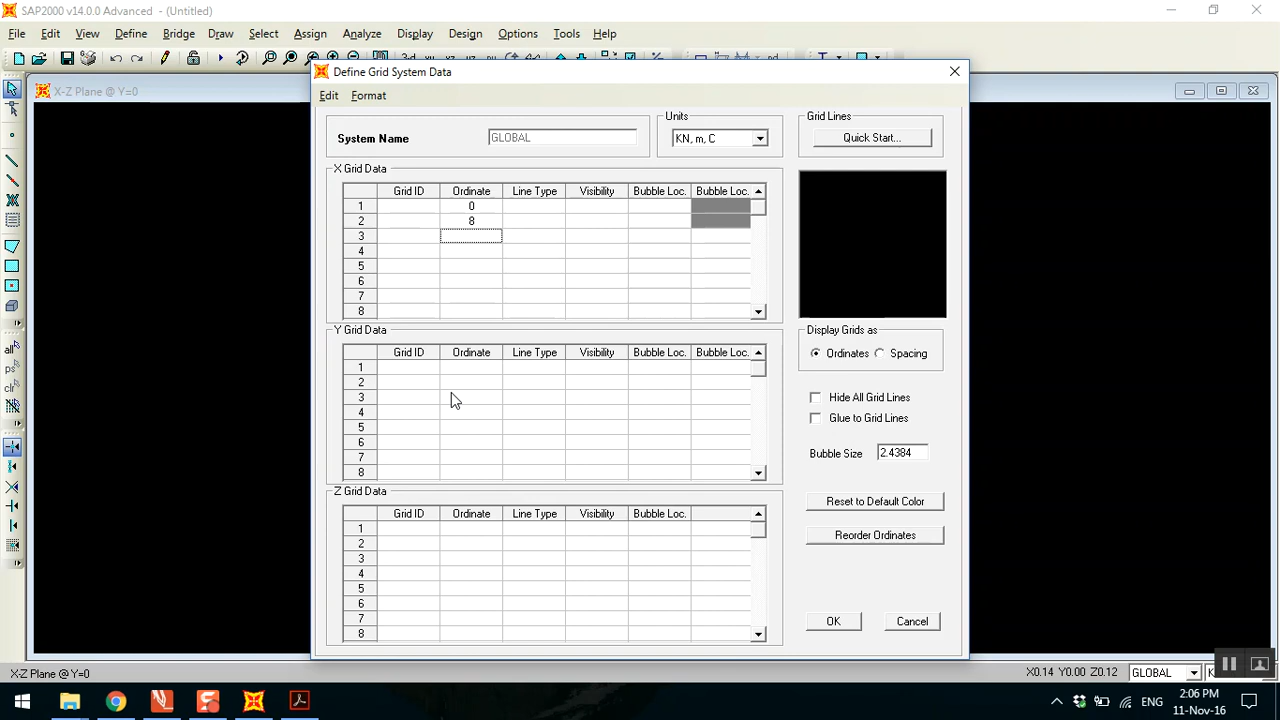 SAP2000 v14.0.0 Advanced - (Untitled)
File Edit View Define Bridge Draw Select Assign Analyze Display Design Options Tools Help
X-Z Plane @ Y=0
Define Grid System Data
Edit Format
System Name GLOBAL
Units
KN, m, C
Grid Lines
Quick Start...
X Grid Data
Grid ID Ordinate Line Type Visibility Bubble Loc. Bubble Loc.
1 0
2 8
3
4
5
6
7
8
Y Grid Data
Grid ID Ordinate Line Type Visibility Bubble Loc. Bubble Loc.
1
2
3
4
5
6
7
8
Z Grid Data
Grid ID Ordinate Line Type Visibility Bubble Loc.
1
2
3
4
5
6
7
8
Display Grids as
Ordinates Spacing
Hide All Grid Lines
Glue to Grid Lines
Bubble Size 2.4384
Reset to Default Color
Reorder Ordinates
OK Cancel
all
ps
clr
X-Z Plane @ Y=0
X0.14 Y0.00 Z0.12 GLOBAL
ENG
2:06 PM
11-Nov-16